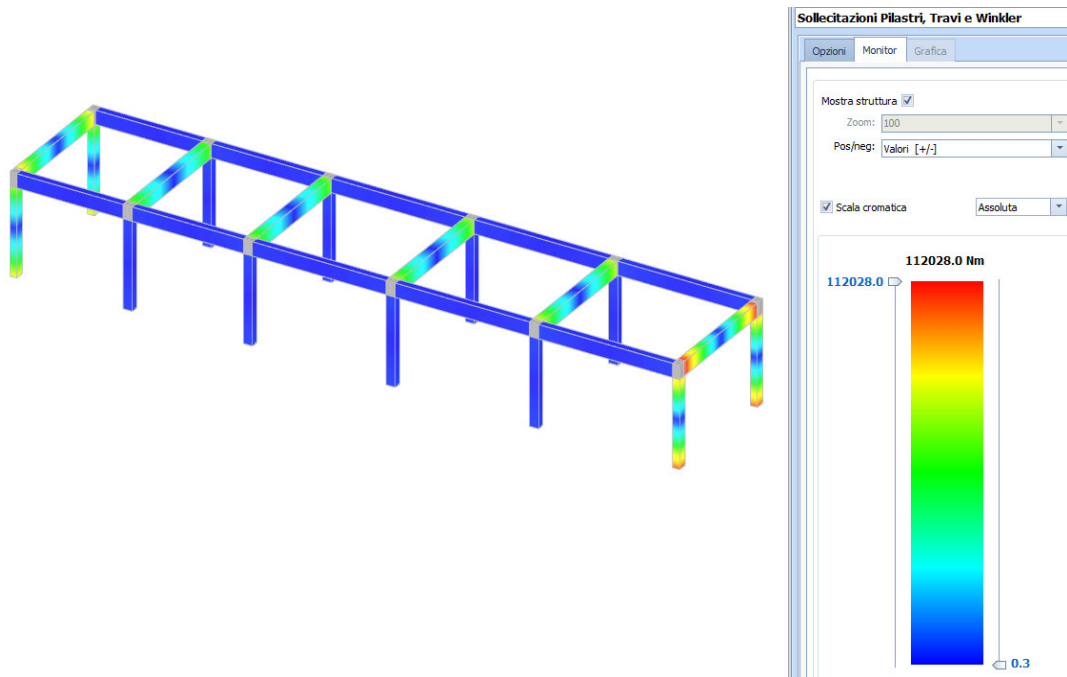 Sollecitazioni Pilastri, Travi e Winkler
Opzioni Monitor Grafica
Mostra struttura
Zoom: 100
Pos/neg: Valori [+/-]
Scala cromatica Assoluta
112028.0 Nm
112028.0
0.3